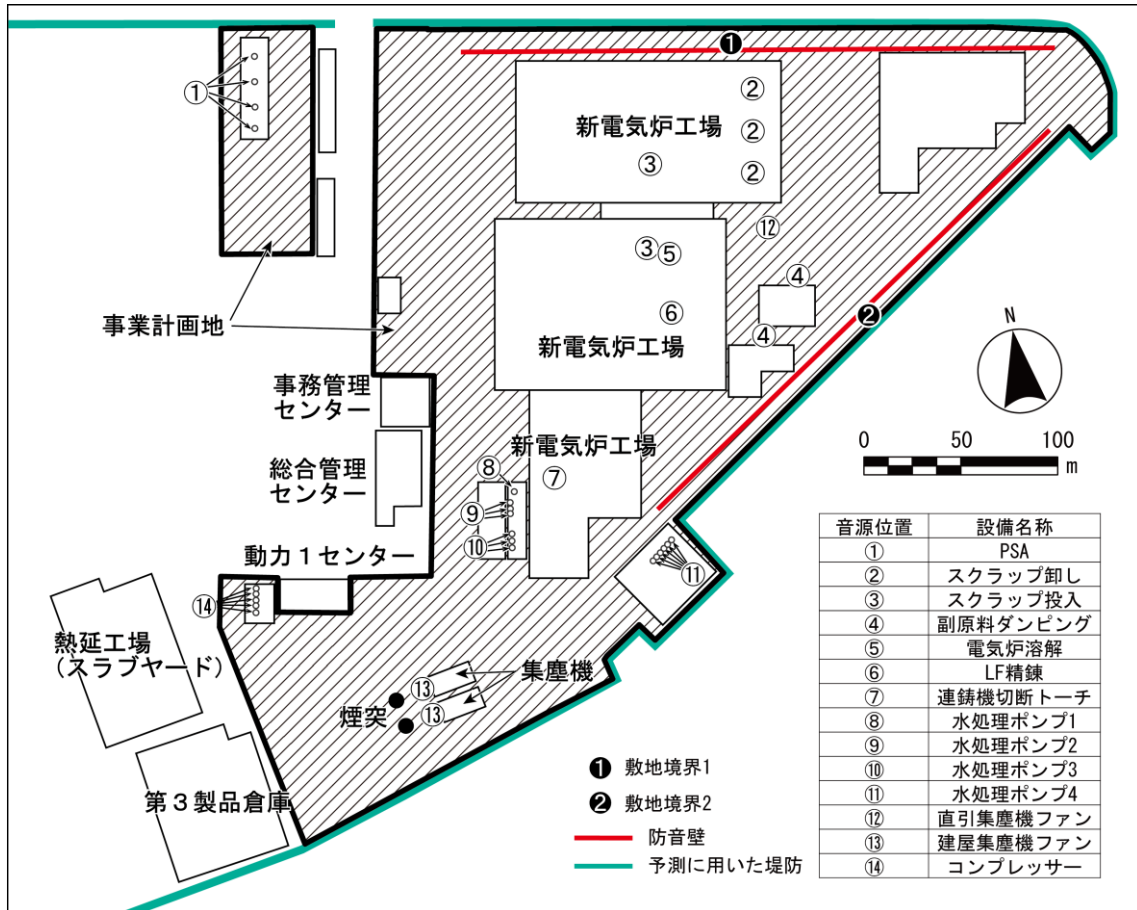 ❶
①
②
新電気炉工場
②
③
②
⑫
③
⑤
④
事業計画地
⑥
❷
新電気炉工場
④
N
事務管理
センター
0 50 100
m
新電気炉工場
総合管理
センター
⑧
⑦
⑨
⑩
動力1センター
⑪
⑭
熱延工場
(スラブヤード)
集塵機
⑬
煙突
⑬
第3製品倉庫
❶ 敷地境界1
❷ 敷地境界2
防音壁
予測に用いた堤防
音源位置 設備名称
① PSA
② スクラップ卸し
③ スクラップ投入
④ 副原料ダンピング
⑤ 電気炉溶解
⑥ LF精錬
⑦ 連鋳機切断トーチ
⑧ 水処理ポンプ1
⑨ 水処理ポンプ2
⑩ 水処理ポンプ3
⑪ 水処理ポンプ4
⑫ 直引集塵機ファン
⑬ 建屋集塵機ファン
⑭ コンプレッサー